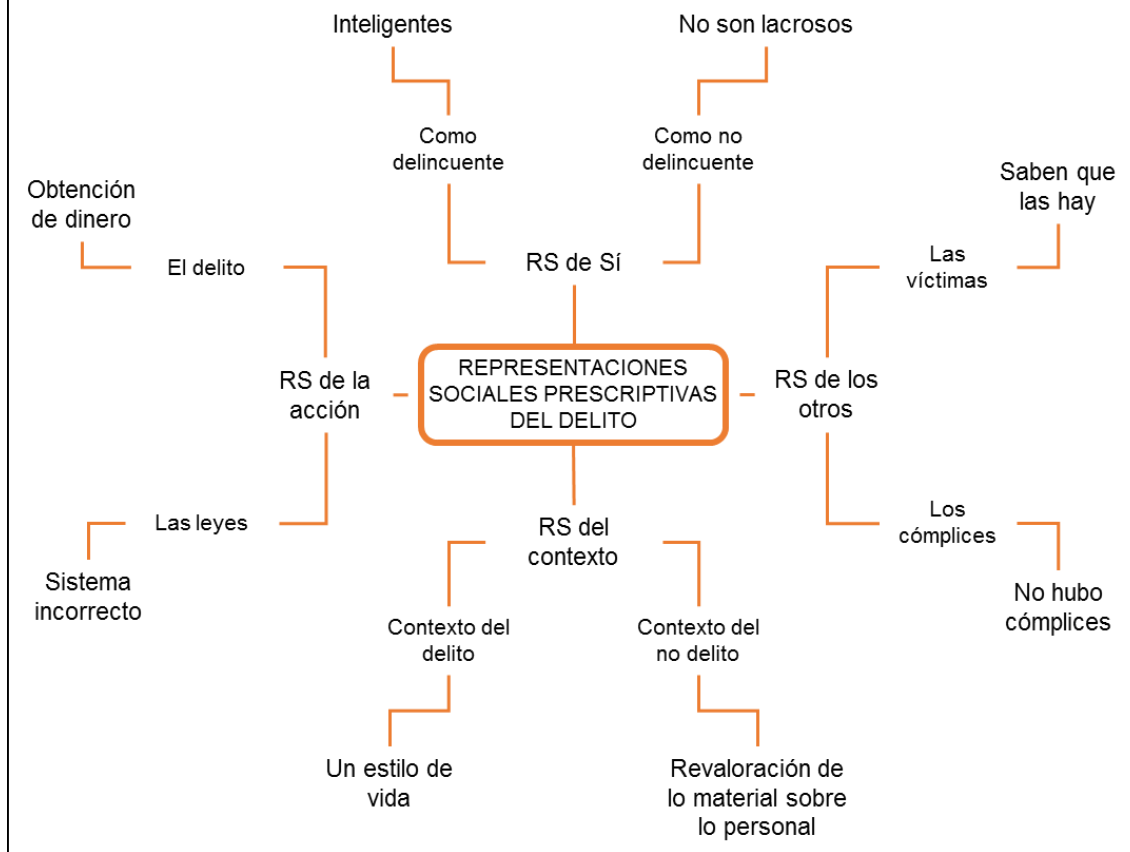 Inteligentes
No son lacrosos
Como
delincuente
Como no
delincuente
Obtención
de dinero
El delito
RS de Sí
Las
víctimas
Saben que
las hay
RS de la
acción
REPRESENTACIONES
SOCIALES PRESCRIPTIVAS
DEL DELITO
RS de los
otros
Las leyes
Sistema
incorrecto
RS del
contexto
Los
cómplices
No hubo
cómplices
Contexto del
delito
Contexto del
no delito
Un estilo de
vida
Revaloración de
lo material sobre
lo personal